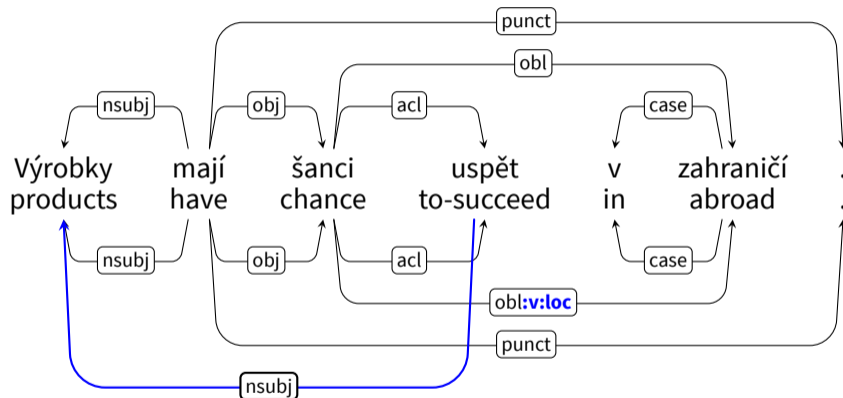 punct
obl
nsubj obj acl case
Výrobky mají šanci uspět v zahraničí .
products have chance to-succeed in abroad .
nsubj obj acl case
obl:v:loc
punct
nsubj